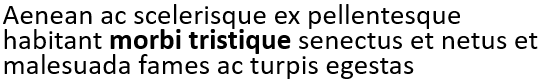 Aenean ac scelerisque ex pellentesque
habitant morbi tristique senectus et netus et
malesuada fames ac turpis egestas